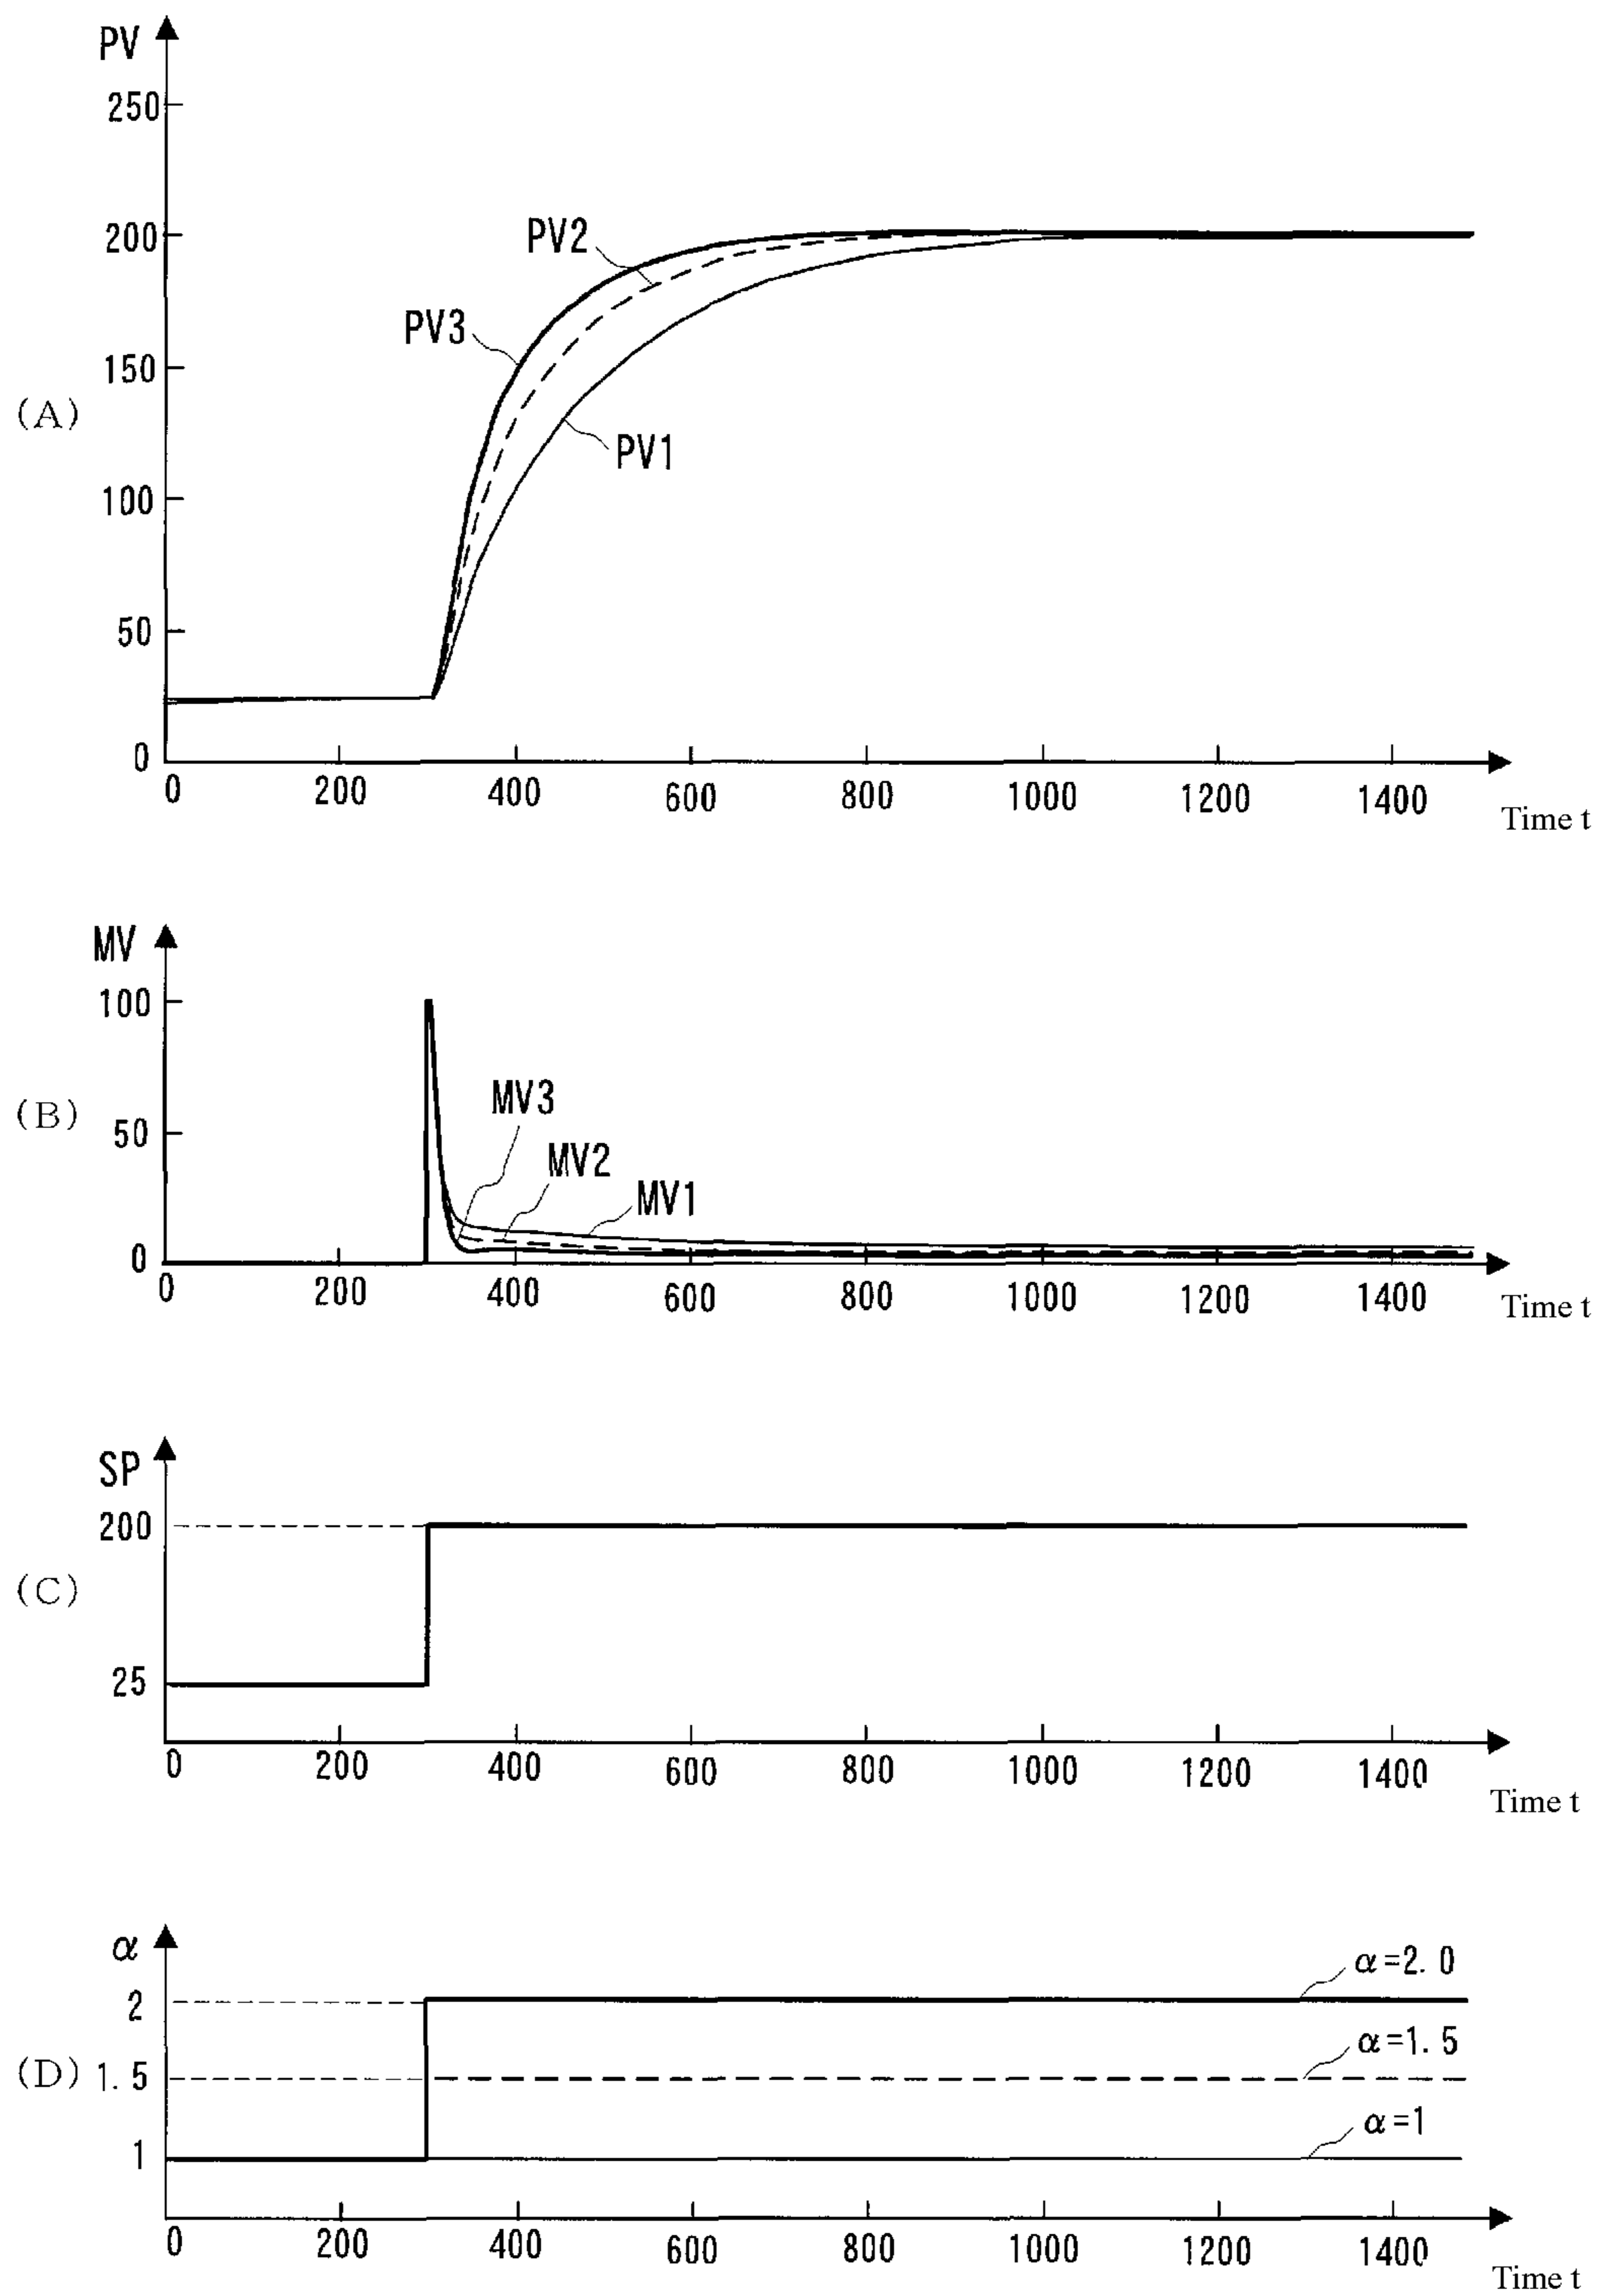 PV
250
200
PV2
PV3
150
(A)
PV1
100
50
0
0 200 400 600 800 1000 1200 1400 Time t
MV
100
MV3
(B)
50
MV2
MV1
0
0 200 400 600 800 1000 1200 1400 Time t
SP
200
(C)
25
0 200 400 600 800 1000 1200 1400 Time t
α
α=2.0
2
α=1.5
(D) 1.5
α=1
1
0 200 400 600 800 1000 1200 1400 Time t